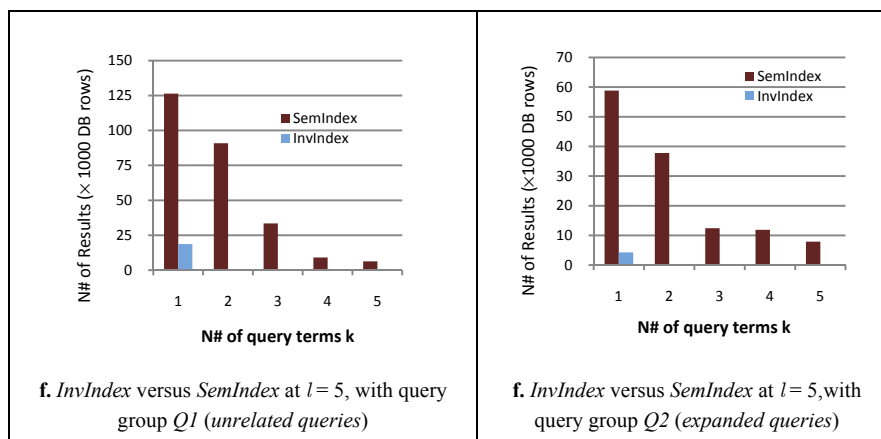 N# of Results (× 1000 DB rows)
150
125
100
75
50
25
0
SemIndex
InvIndex
1 2 3 4 5
N# of query terms k
f. InvIndex versus SemIndex at l = 5, with query
group Q1 (unrelated queries)
N# of Results (×1000 DB rows)
70
60
50
40
30
20
10
0
SemIndex
InvIndex
1 2 3 4 5
N# of query terms k
f. InvIndex versus SemIndex at l = 5,with
query group Q2 (expanded queries)